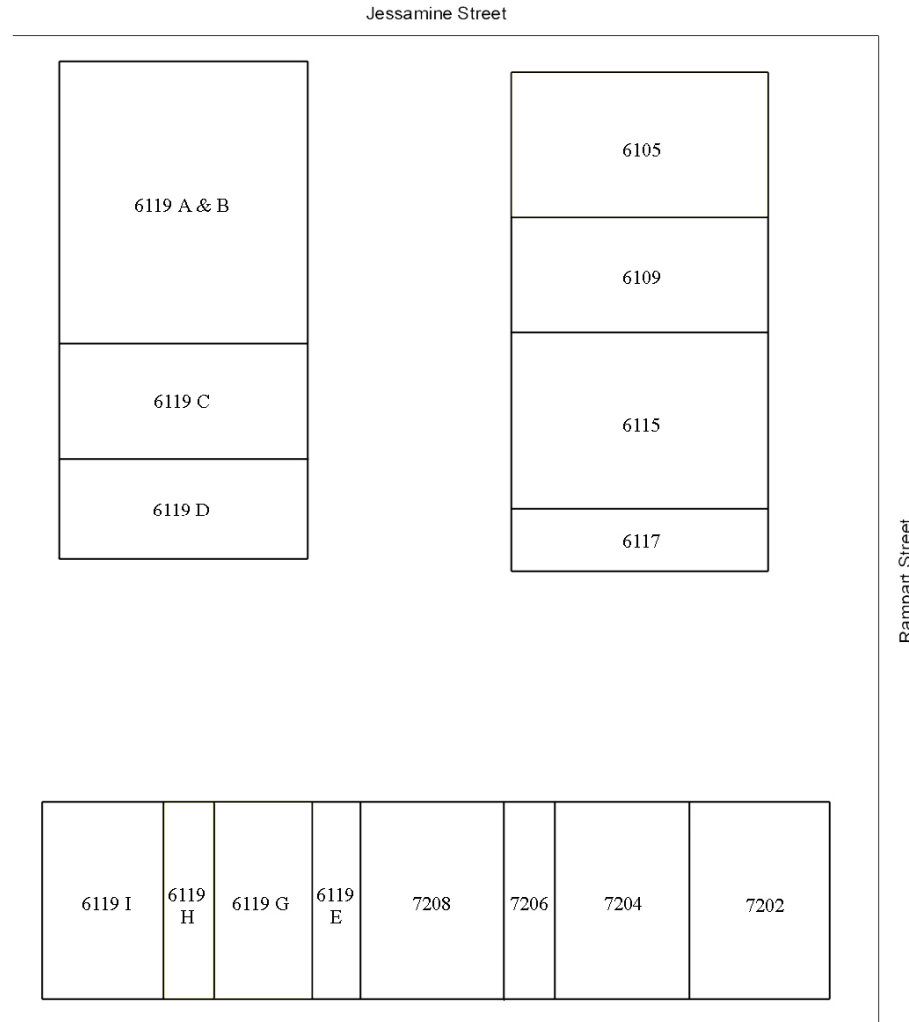 Jessamine Street
6105
6119 A & B
6109
6119 C
6115
6119 D
6117
Rampart Street
6119 I
6119
H
6119 G
6119
E
7208
7206
7204
7202